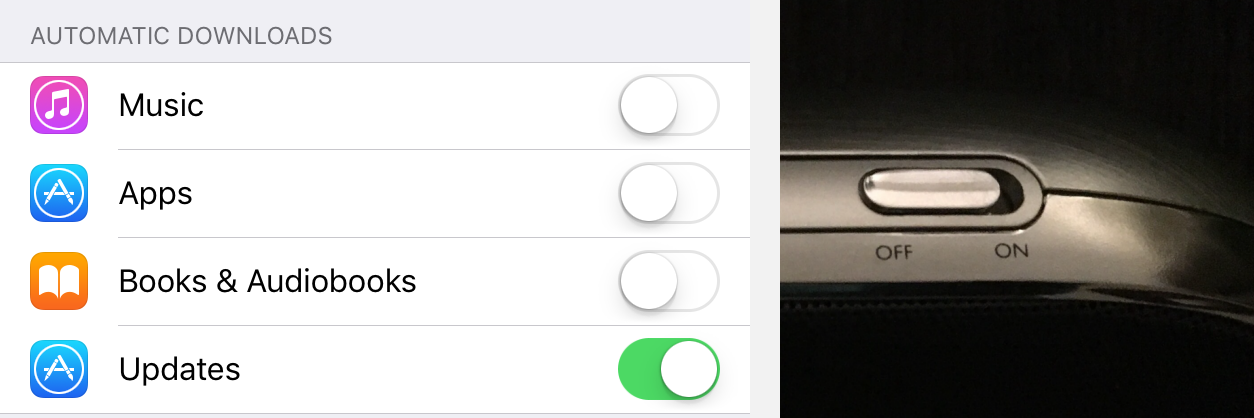 AUTOMATIC DOWNLOADS
Music
Apps
Books & Audiobooks
Updates
OFF ON